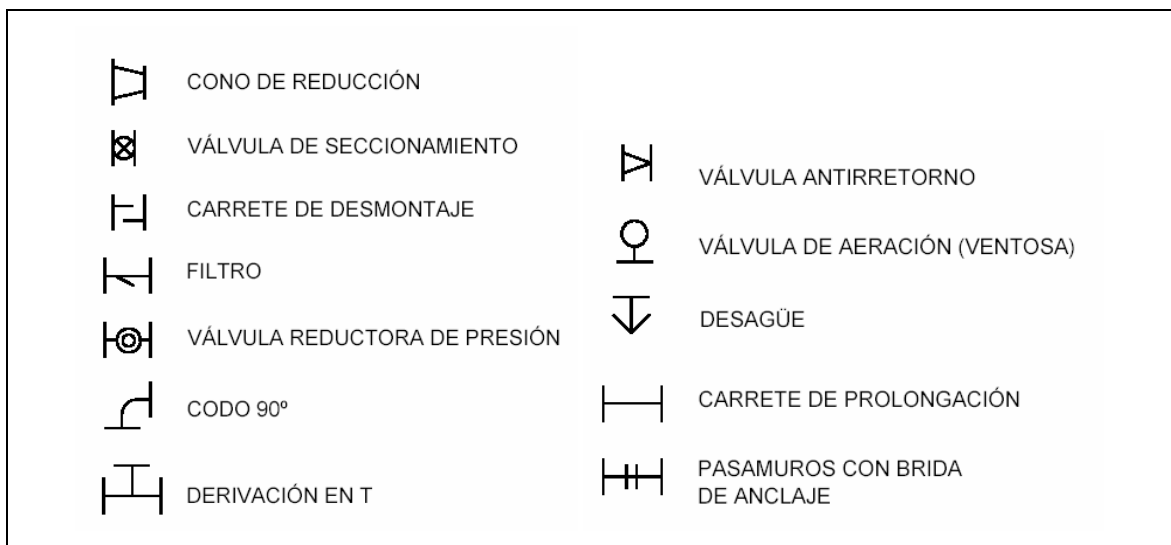 CONO DE REDUCCIÓN
VÁLVULA DE SECCIONAMIENTO
CARRETE DE DESMONTAJE
FILTRO
VÁLVULA REDUCTORA DE PRESIÓN
CODO 90º
DERIVACIÓN EN T
VÁLVULA ANTIRRETORNO
VÁLVULA DE AERACIÓN (VENTOSA)
DESAGÜE
CARRETE DE PROLONGACIÓN
PASAMUROS CON BRIDA
DE ANCLAJE